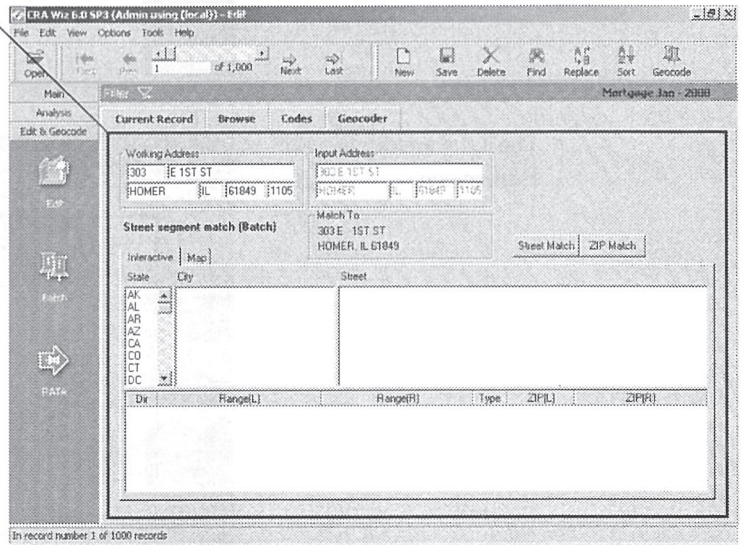 CRA Wiz 6.0 SP3 (Admin using (local)) - Edit
File Edit View Options Tools Help
Open First Prev 1 of 1,000 Next Last New Save Delete Find Replace Sort Geocode
Main Filter Mortgage Jan - 2000
Analysis
Edit & Geocode
Current Record Browse Codes Geocoder
Working Address Input Address
303 E 1ST ST 303 E 1ST ST
HOMER IL 61849 1105 HOMER IL 61849 1105
Street segment match (Batch)
Match To
303 E 1ST ST
HOMER, IL 61849
Street Match ZIP Match
Edit
Batch
DATA
Interactive Map
State City Street
AK
AL
AR
AZ
CA
CO
CT
DC
Dir Range(L) Range(R) Type ZIP(L) ZIP(R)
In record number 1 of 1000 records